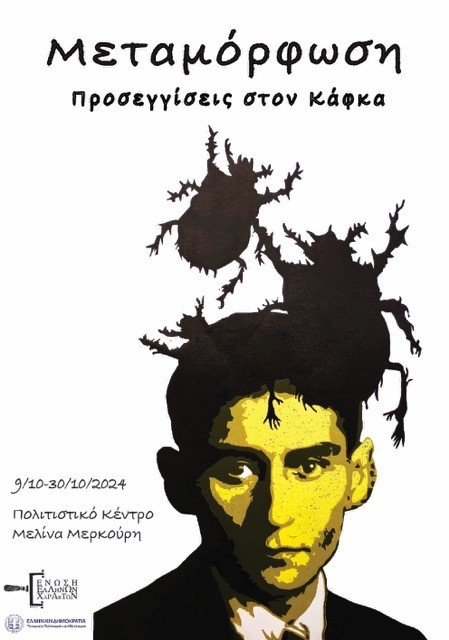 Μεταμόρφωση
Προσεγγίσεις στον Κάφκα
9/10-30/10/2024
Πολιτιστικό Κέντρο
Μελίνα Μερκούρη
ΕΝΩΣΗ
ΕΛΛΗΝΩΝ
ΧΑΡΑΚΤΩΝ
ΕΛΛΗΝΙΚΗ ΔΗΜΟΚΡΑΤΙΑ